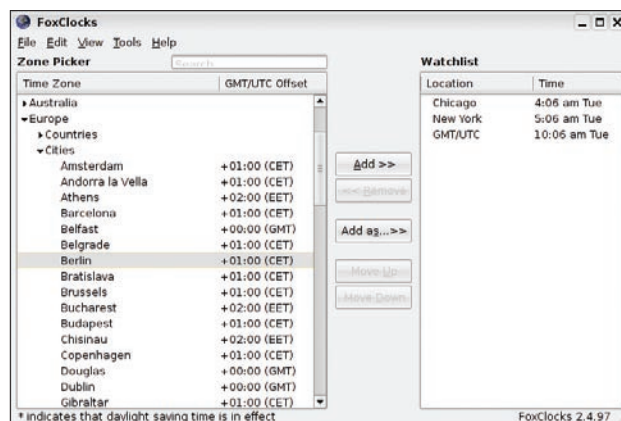 FoxClocks
File Edit View Tools Help
Zone Picker Search
Time Zone GMT/UTC Offset
Australia
Europe
Countries
Cities
Amsterdam +01:00 (CET)
Andorra la Vella +01:00 (CET)
Athens +02:00 (EET)
Barcelona +01:00 (CET)
Belfast +00:00 (GMT)
Belgrade +01:00 (CET)
Berlin +01:00 (CET)
Bratislava +01:00 (CET)
Brussels +01:00 (CET)
Bucharest +02:00 (EET)
Budapest +01:00 (CET)
Chisinau +02:00 (EET)
Copenhagen +01:00 (CET)
Douglas +00:00 (GMT)
Dublin +00:00 (GMT)
Gibraltar +01:00 (CET)
* indicates that daylight saving time is in effect
Add >>
<< Remove
Add as...>>
Move Up
Move Down
Watchlist
Location Time
Chicago 4:06 am Tue
New York 5:06 am Tue
GMT/UTC 10:06 am Tue
FoxClocks 2.4.97